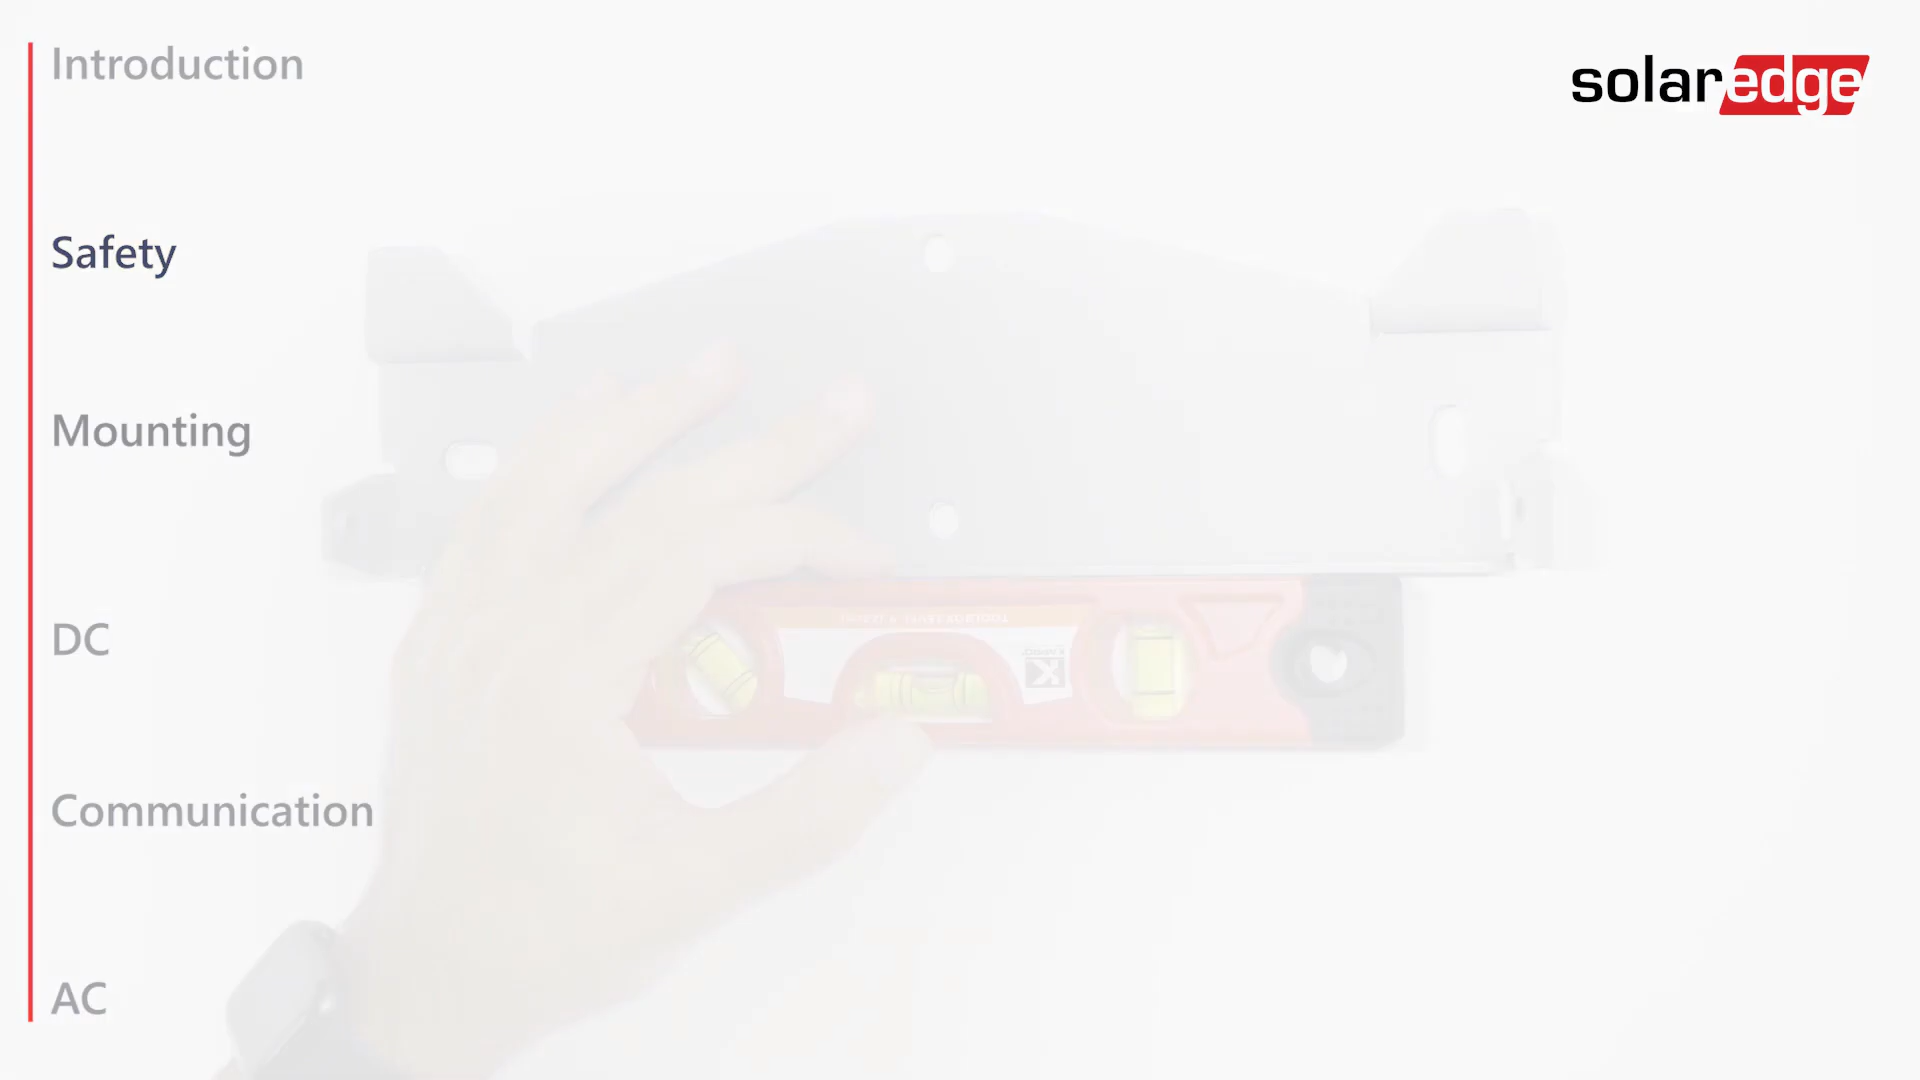 Introduction
solaredge
Safety
Mounting
DC
Communication
AC